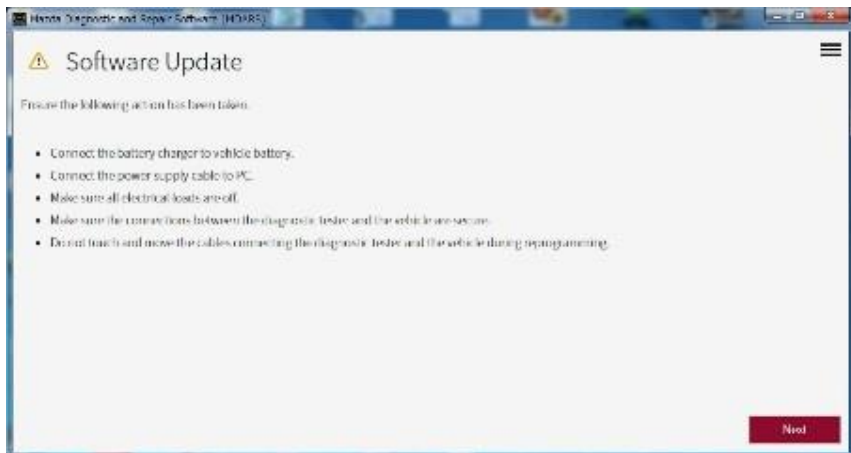 Mazda Diagnostic and Repair Software (MDARS)
Software Update
Ensure the following action has been taken.
Connect the battery charger to vehicle battery.
Connect the power supply cable to PC.
Make sure all electrical loads are off.
Make sure the connections between the diagnostic tester and the vehicle are secure.
Do not touch and move the cables connecting the diagnostic tester and the vehicle during reprogramming.
Next